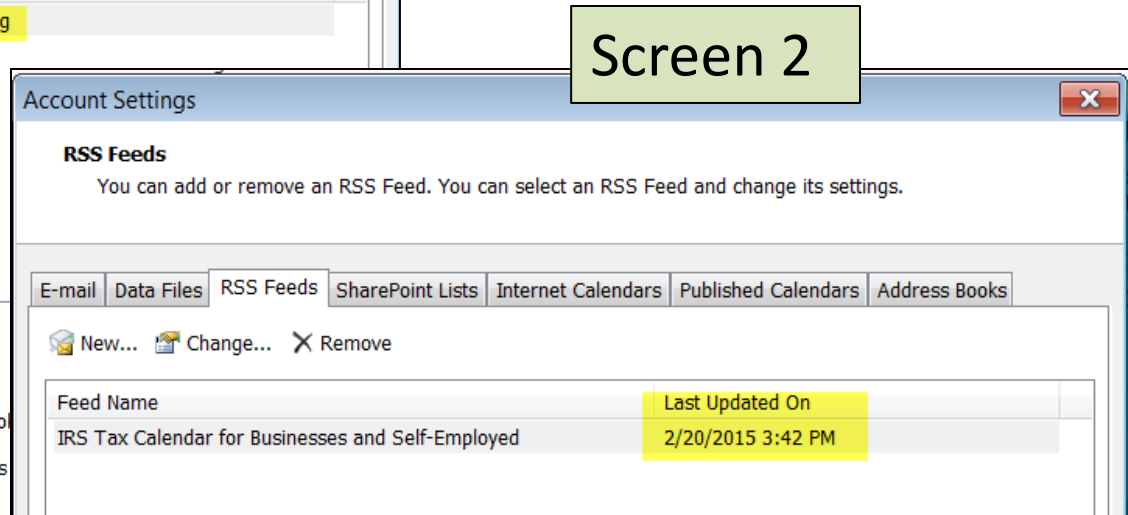 g
Screen 2
Account Settings
RSS Feeds
You can add or remove an RSS Feed. You can select an RSS Feed and change its settings.
E-mail Data Files RSS Feeds SharePoint Lists Internet Calendars Published Calendars Address Books
New... Change... Remove
Feed Name Last Updated On
IRS Tax Calendar for Businesses and Self-Employed 2/20/2015 3:42 PM
s